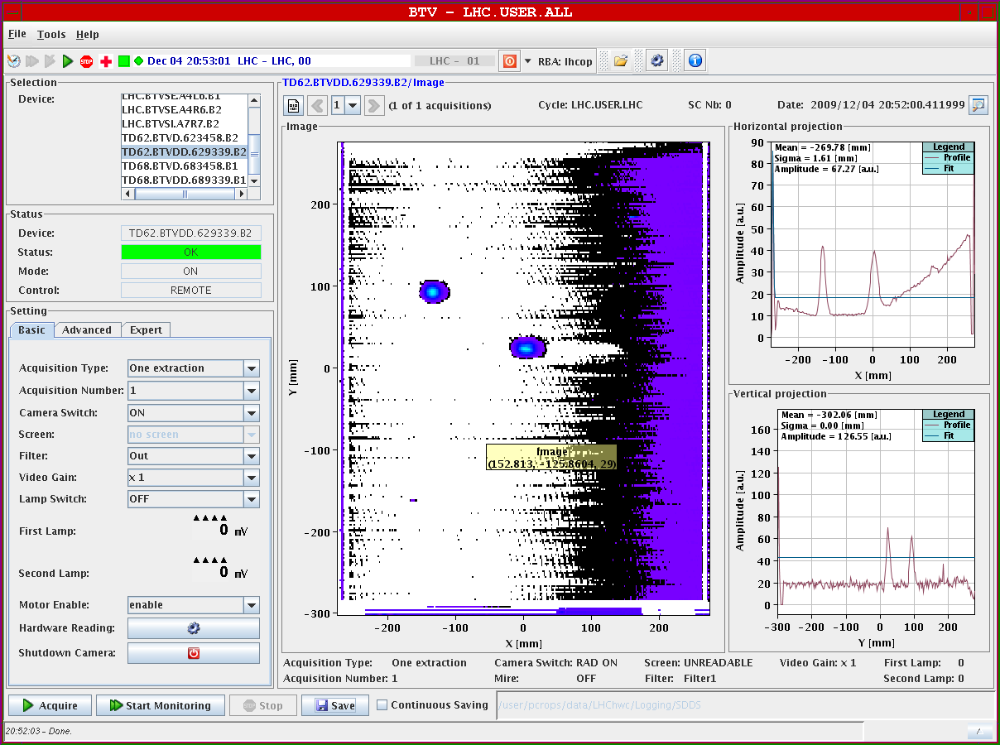 BTV - LHC.USER.ALL
File Tools Help
STOP Dec 04 20:53:01 LHC - LHC, 00 LHC - 01 RBA: lhcop
Selection
Device:
LHC.BTVSE.A4L6.B1
LHC.BTVSE.A4R6.B2
LHC.BTVSI.A7R7.B2
TD62.BTVD.623458.B2
TD62.BTVDD.629339.B2
TD68.BTVD.683458.B1
TD68.BTVDD.689339.B1
Status
Device: TD62.BTVDD.629339.B2
Status: OK
Mode: ON
Control: REMOTE
Setting
Basic Advanced Expert
Acquisition Type: One extraction
Acquisition Number: 1
Camera Switch: ON
Screen: no screen
Filter: Out
Video Gain: x 1
Lamp Switch: OFF
First Lamp: 0 mV
Second Lamp: 0 mV
Motor Enable: enable
Hardware Reading:
Shutdown Camera:
TD62.BTVDD.629339.B2/Image
1 (1 of 1 acquisitions) Cycle: LHC.USER.LHC SC Nb: 0 Date: 2009/12/04 20:52:00.411999
Image
200
100
0
-100
-200
-300
Y [mm]
Image
(152.813, -125.8604, 29)
-200 -100 0 100 200
X [mm]
Horizontal projection
Mean = -269.78 [mm]
Sigma = 1.61 [mm]
Amplitude = 67.27 [a.u.]
Legend
Profile
Fit
90
80
70
60
50
40
30
20
10
0
Amplitude [a.u.]
-200 -100 0 100 200
X [mm]
Vertical projection
Mean = -302.06 [mm]
Sigma = 0.00 [mm]
Amplitude = 126.55 [a.u.]
Legend
Profile
Fit
160
140
120
100
80
60
40
20
0
Amplitude [a.u.]
-300 -200 -100 0 100 200
Y [mm]
Acquisition Type: One extraction Camera Switch: RAD ON Screen: UNREADABLE Video Gain: x 1 First Lamp: 0
Acquisition Number: 1 Mire: OFF Filter: Filter1 Second Lamp: 0
Acquire Start Monitoring STOP Stop Save Continuous Saving /user/pcrops/data/LHChwc/Logging/SDDS
20:52:03 - Done.